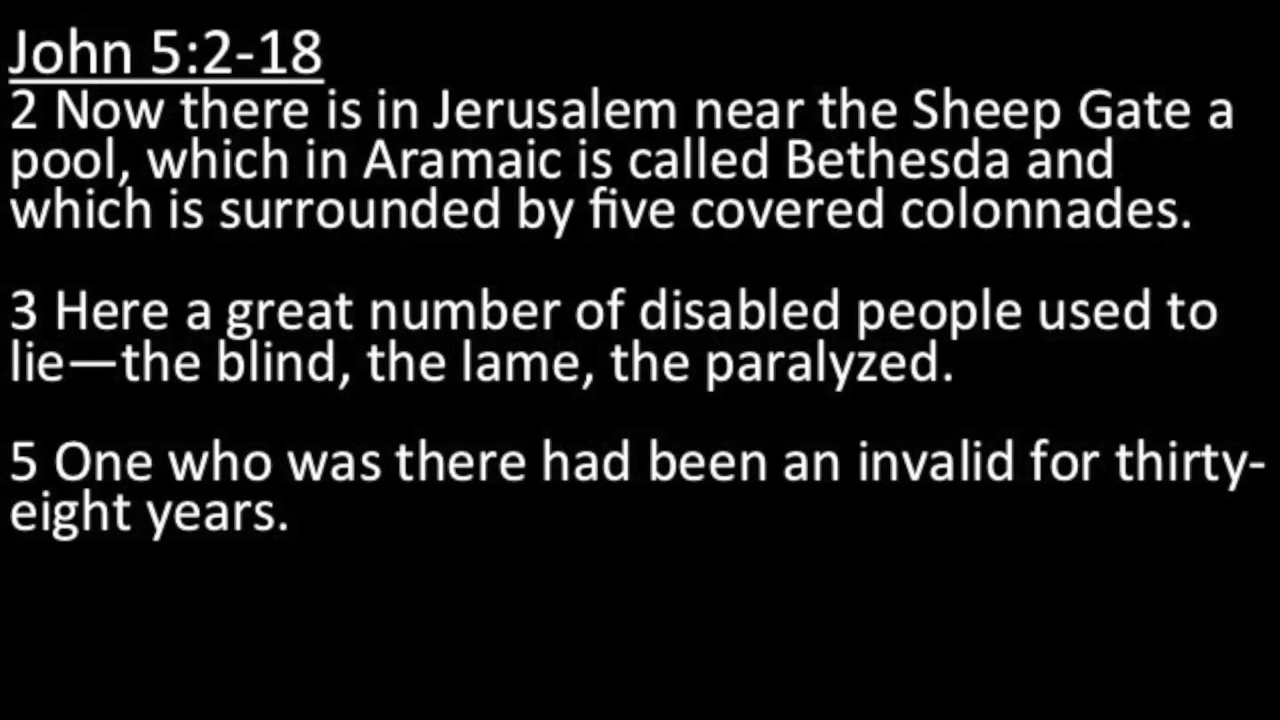 John 5:2-18
2 Now there is in Jerusalem near the Sheep Gate a
pool, which in Aramaic is called Bethesda and
which is surrounded by five covered colonnades.
3 Here a great number of disabled people used to
lie—the blind, the lame, the paralyzed.
5 One who was there had been an invalid for thirty-
eight years.